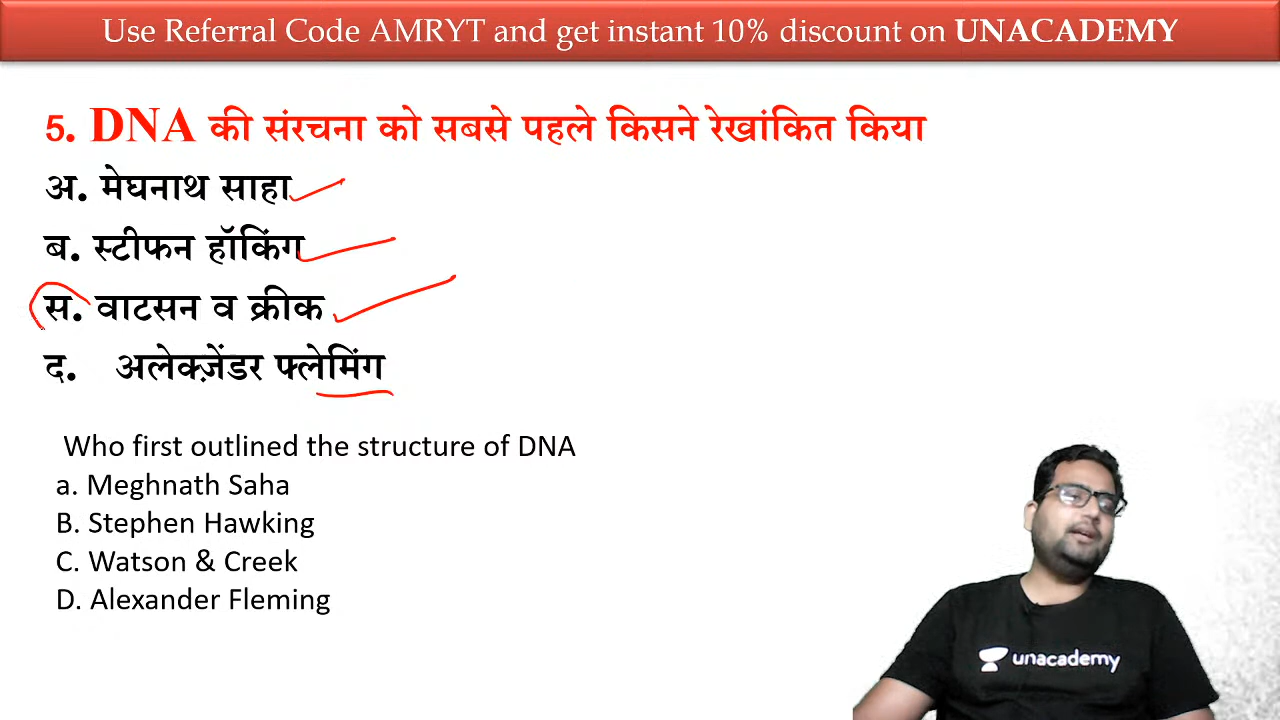 Use Referral Code AMRYT and get instant 10% discount on UNACADEMY
5. DNA की संरचना को सबसे पहले किसने रेखांकित किया
अ. मेघनाथ साहा
ब. स्टीफन हॉकिंग
स. वाटसन व क्रीक
द. अलेक्ज़ेंडर फ्लेमिंग
Who first outlined the structure of DNA
a. Meghnath Saha
B. Stephen Hawking
C. Watson & Creek
D. Alexander Fleming
unacademy